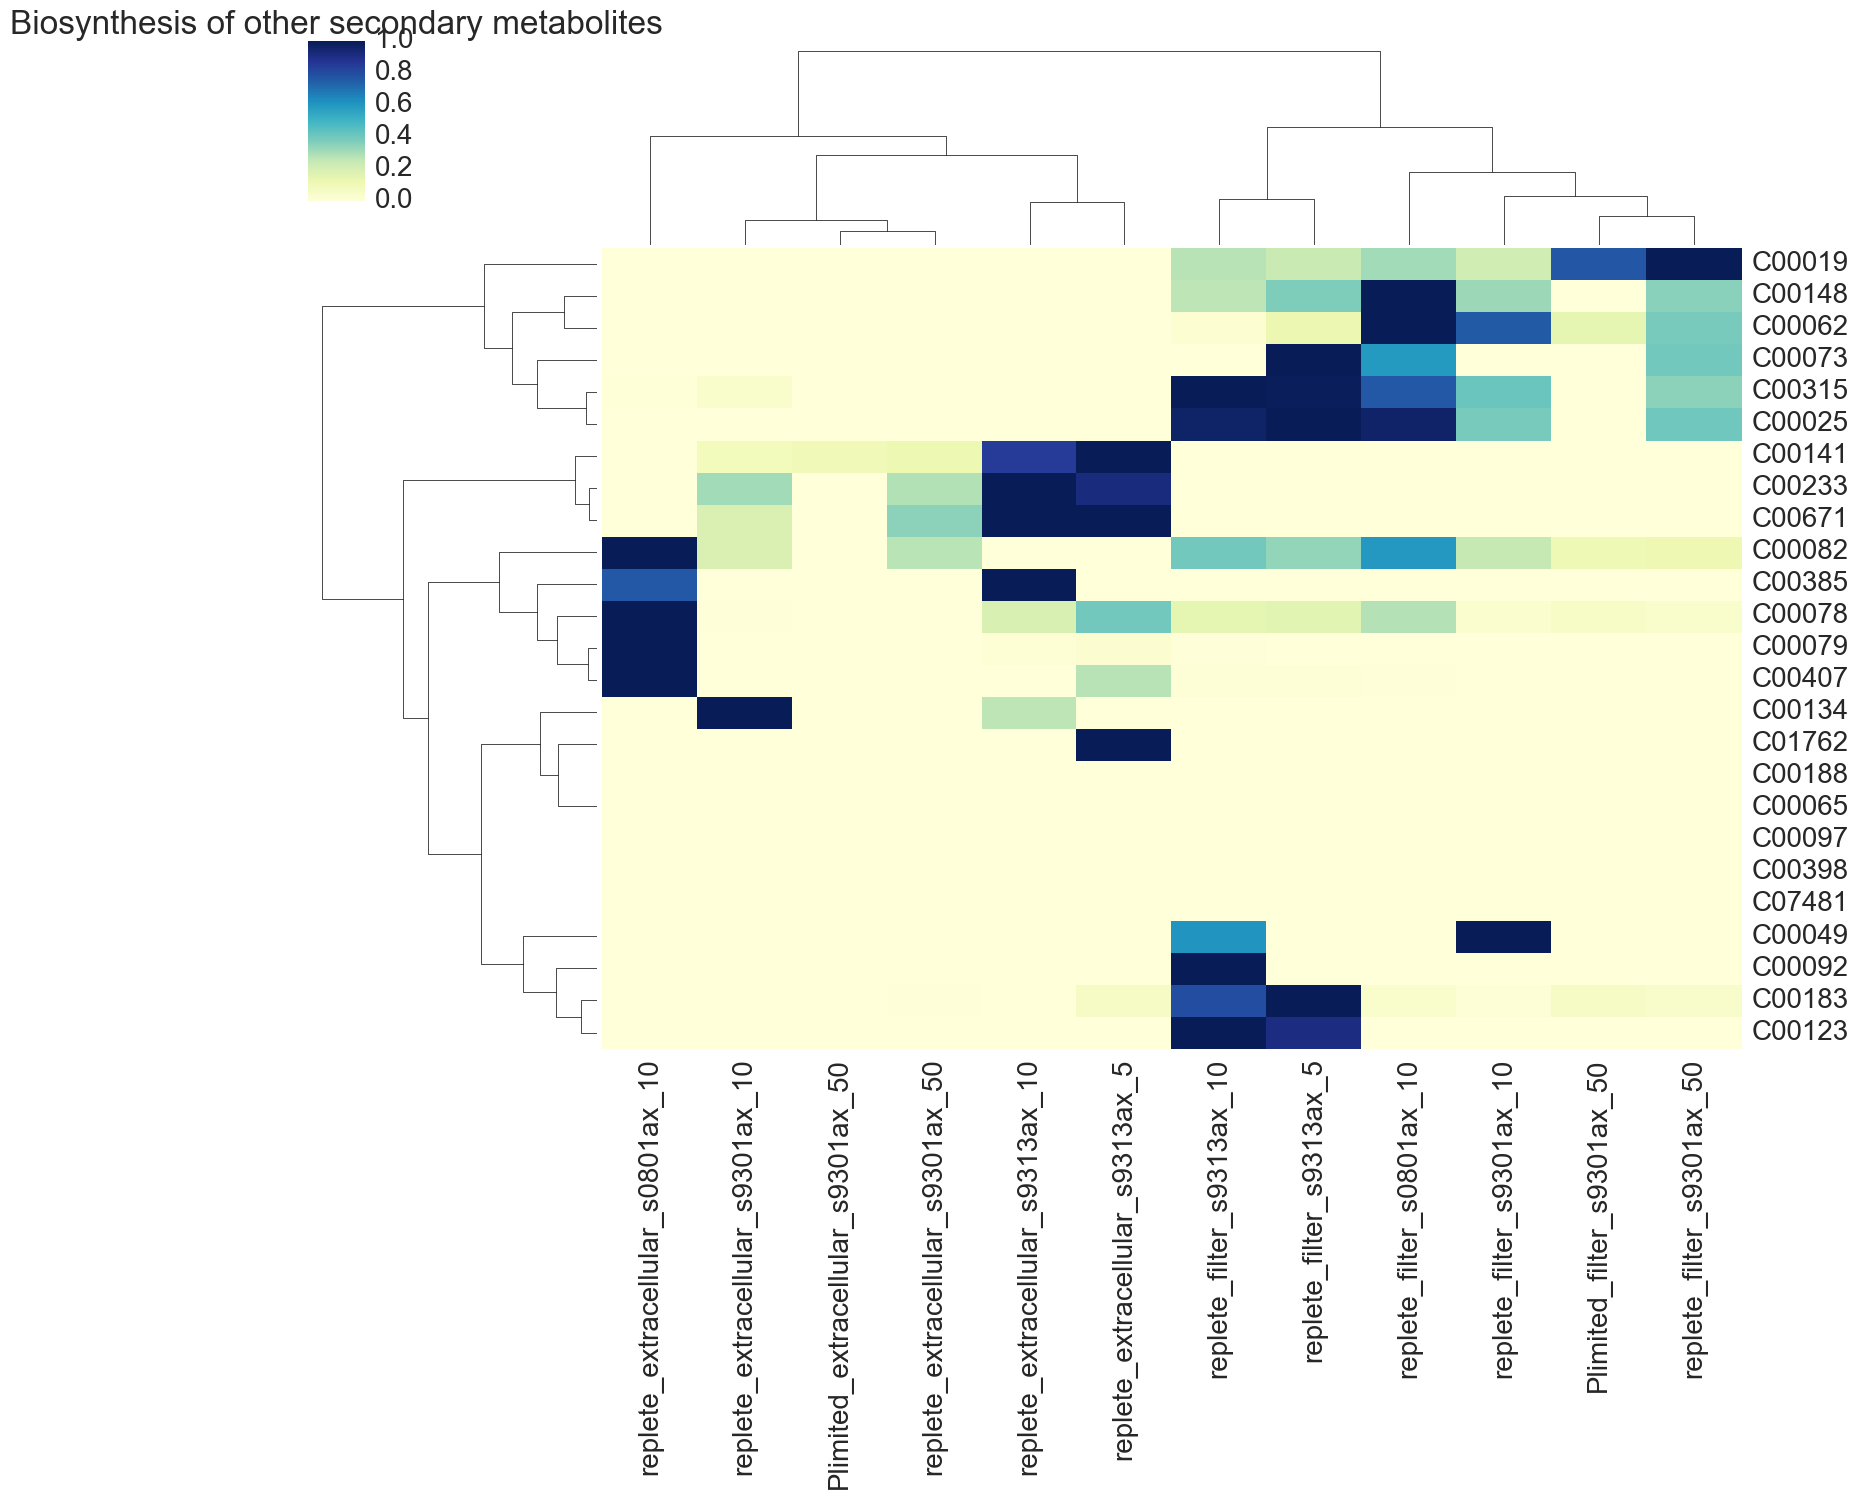 Biosynthesis of other secondary metabolites
1.0
0.8
0.6
0.4
0.2
0.0
C00019
C00148
C00062
C00073
C00315
C00025
C00141
C00233
C00671
C00082
C00385
C00078
C00079
C00407
C00134
C01762
C00188
C00065
C00097
C00398
C07481
C00049
C00092
C00183
C00123
replete_extracellular_s0801ax_10
replete_extracellular_s9301ax_10
Plimited_extracellular_s9301ax_50
replete_extracellular_s9301ax_50
replete_extracellular_s9313ax_10
replete_extracellular_s9313ax_5
replete_filter_s9313ax_10
replete_filter_s9313ax_5
replete_filter_s0801ax_10
replete_filter_s9301ax_10
Plimited_filter_s9301ax_50
replete_filter_s9301ax_50